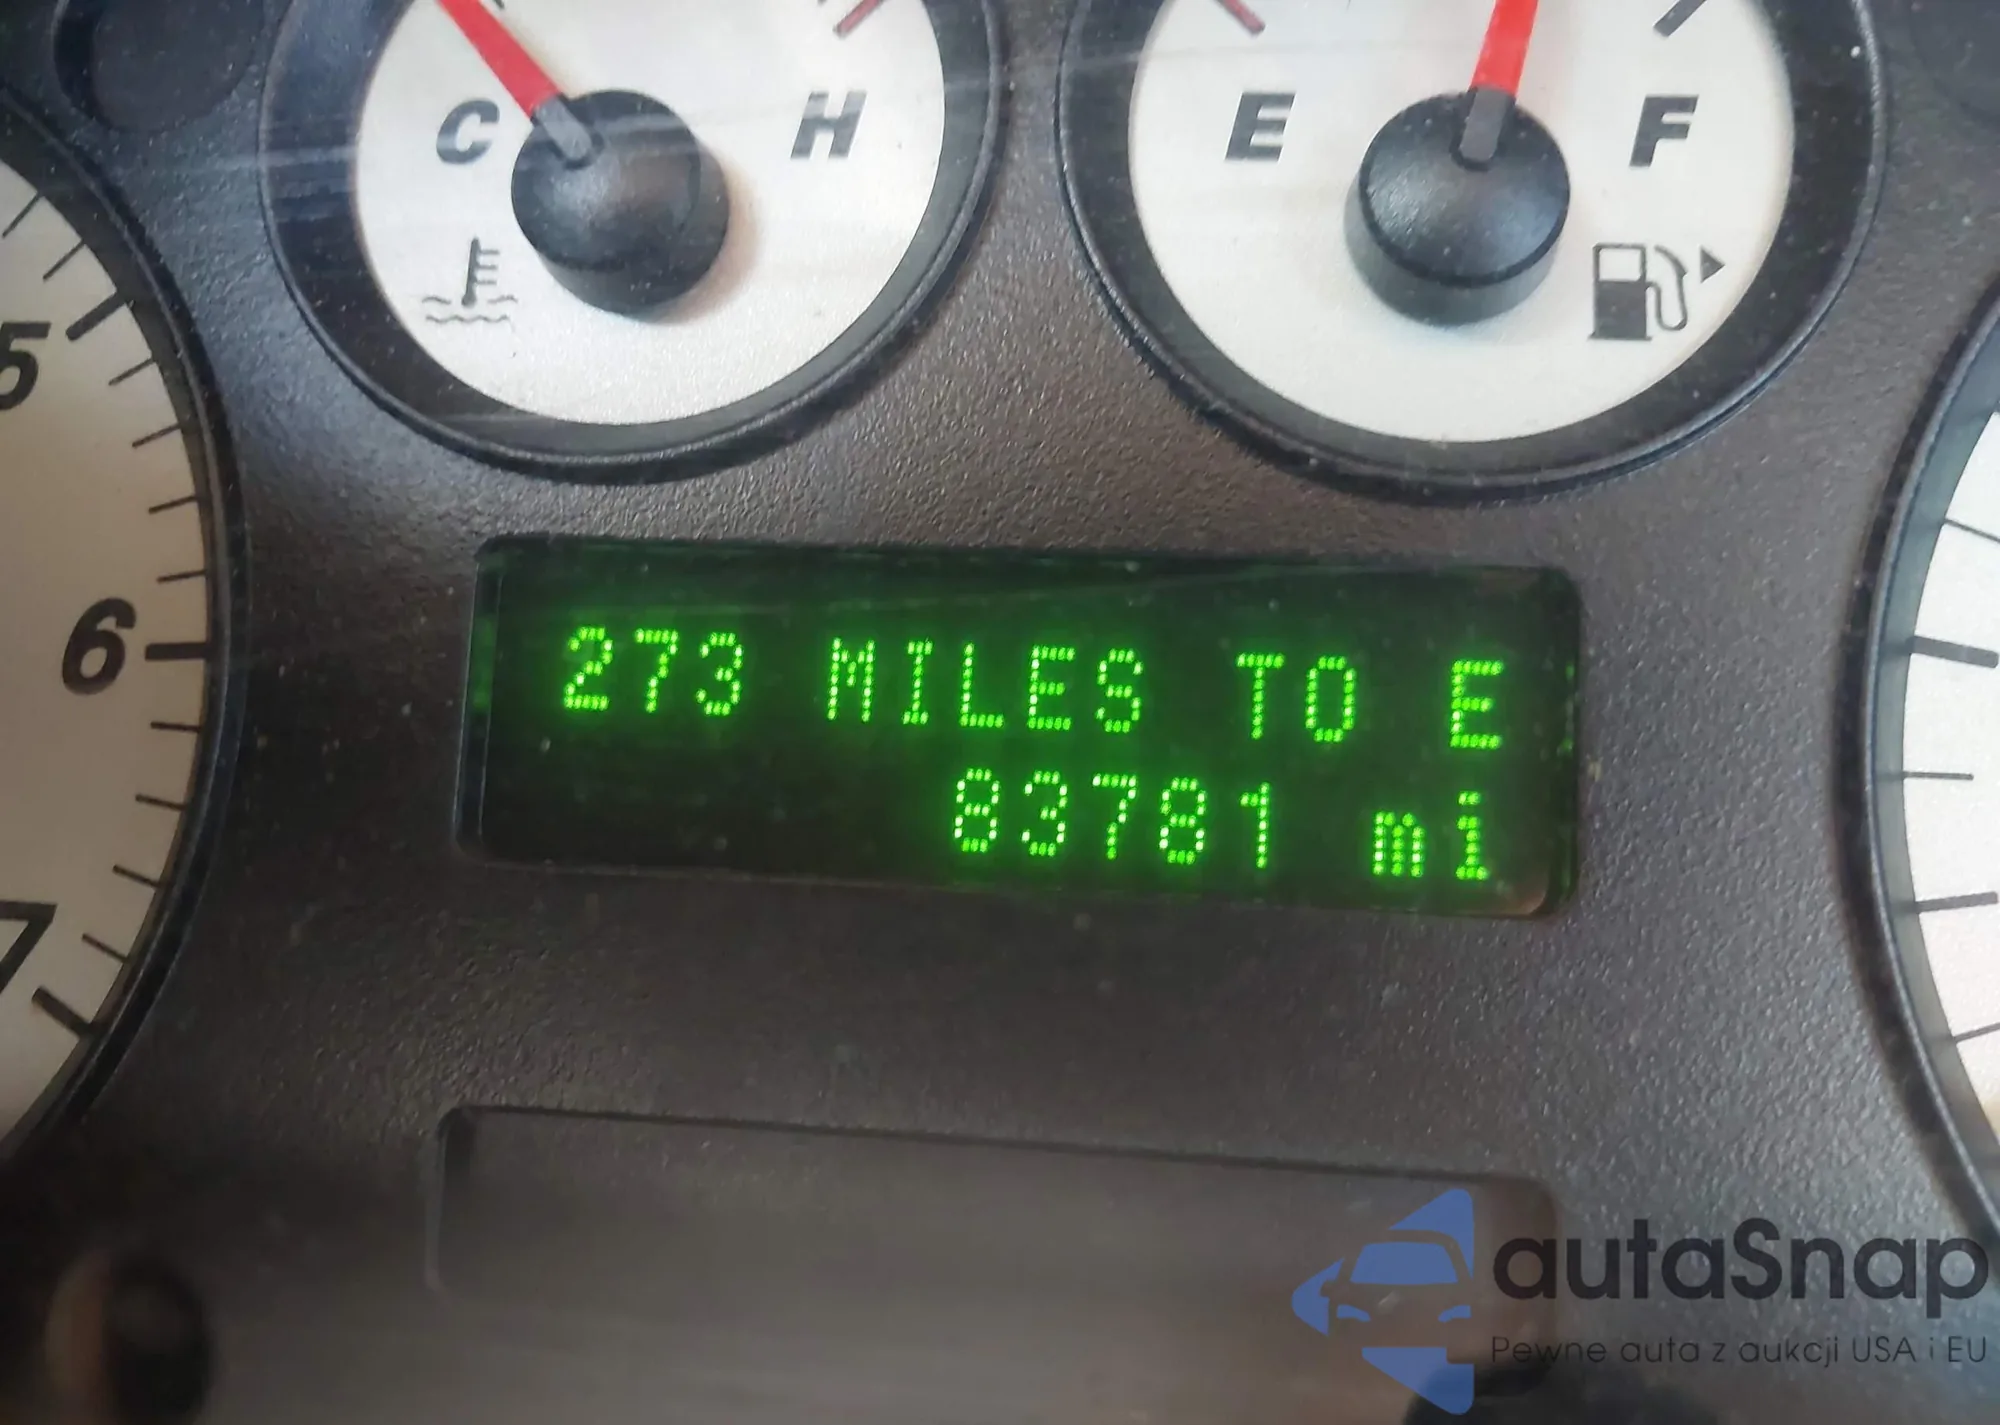 C H E F
5
6
7
273 MILES TO E
83781 mi
autaSnap
Pewne auta z aukcji USA i EU